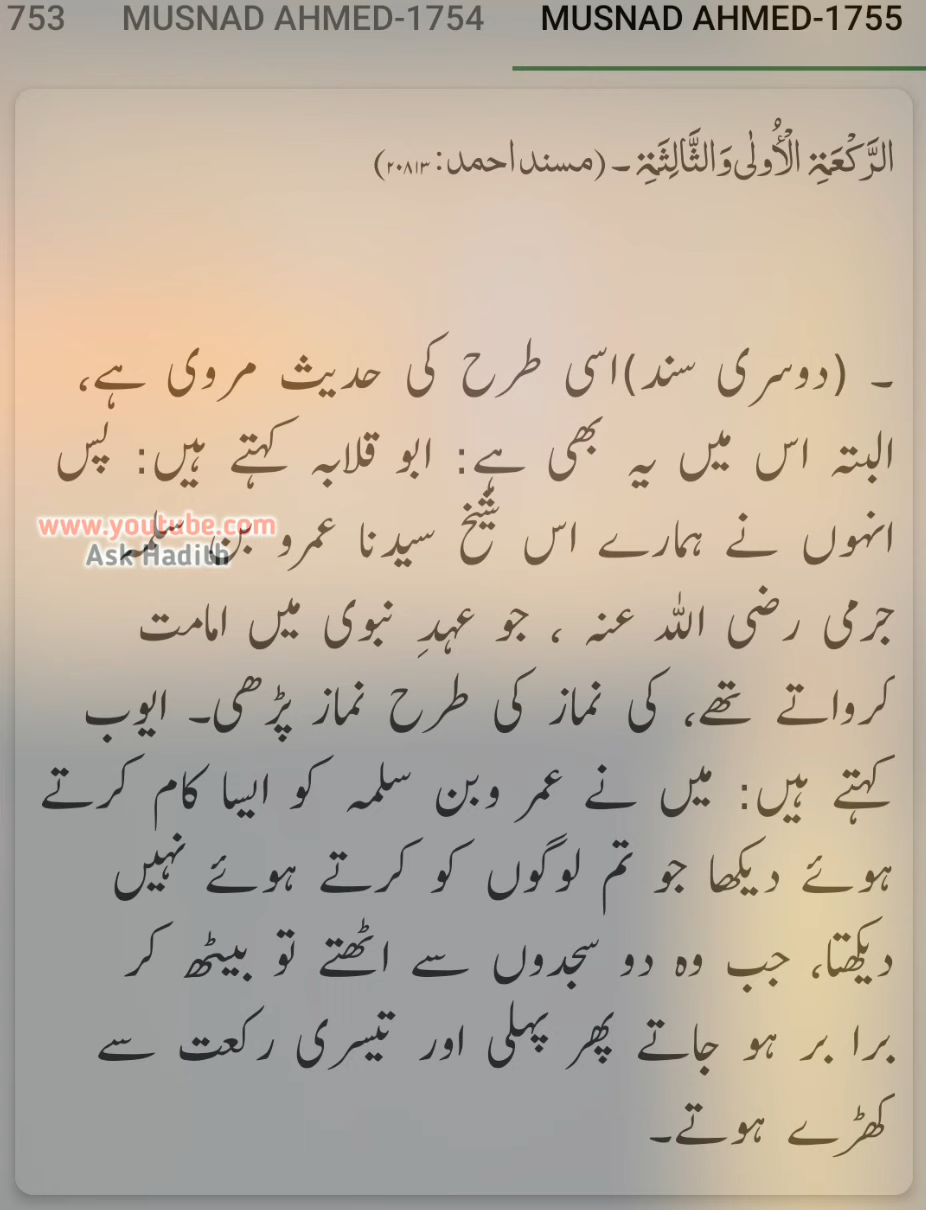 753 MUSNAD AHMED-1754 MUSNAD AHMED-1755
الرَّكْعَۃِ الْأُولٰی وَالثَّالِثَۃِ ۔ (مسند احمد: ۲۰۸۱۳)
۔ (دوسری سند)اسی طرح کی حدیث مروی ہے،
البتہ اس میں یہ بھی ہے: ابو قلابہ کہتے ہیں: پس
انہوں نے ہمارے اس شیخ سیدنا عمرو بن سلمہ
www.youtube.com
Ask Hadith
جرمی رضی اللہ عنہ ، جو عہدِ نبوی میں امامت
کرواتے تھے، کی نماز کی طرح نماز پڑھی۔ ایوب
کہتے ہیں: میں نے عمر وبن سلمہ کو ایسا کام کرتے
ہوئے دیکھا جو تم لوگوں کو کرتے ہوئے نہیں
دیکھتا، جب وہ دو سجدوں سے اٹھتے تو بیٹھ کر
برا بر ہو جاتے پھر پہلی اور تیسری رکعت سے
کھڑے ہوتے۔